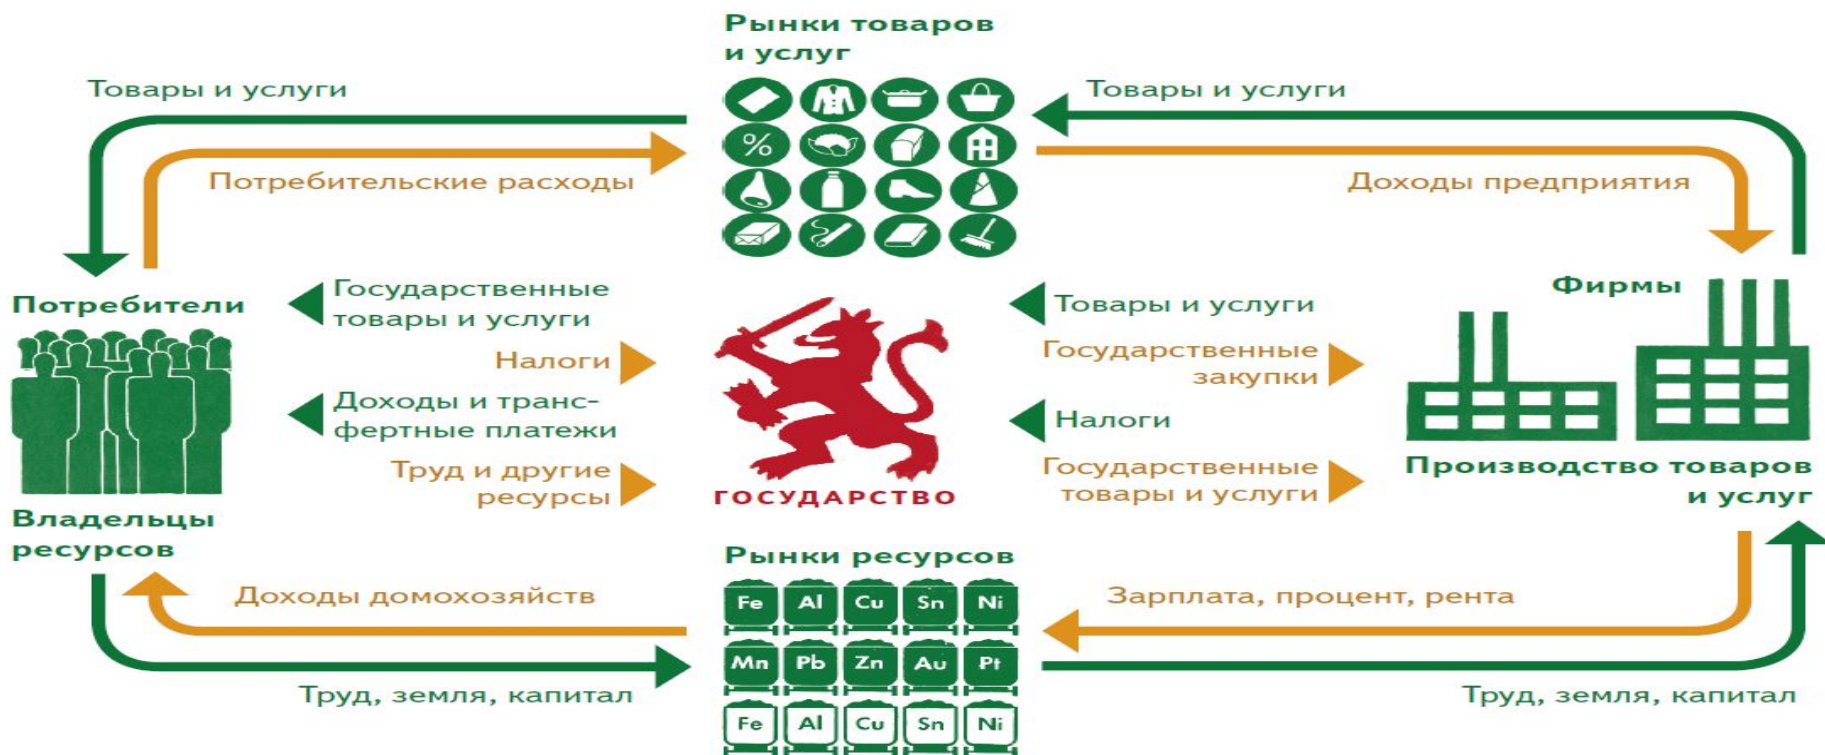 Рынки товаров
и услуг
Товары и услуги
Товары и услуги
%
Потребительские расходы
Доходы предприятия
Потребители
Государственные
товары и услуги
Налоги
Доходы и транс-
фертные платежи
Труд и другие
ресурсы
Владельцы
ресурсов
ГОСУДАРСТВО
Товары и услуги
Государственные
закупки
Налоги
Государственные
товары и услуги
Фирмы
Производство товаров
и услуг
Рынки ресурсов
Доходы домохозяйств
Зарплата, процент, рента
Fe Al Cu Sn Ni
Mn Pb Zn Au Pt
Fe Al Cu Sn Ni
Труд, земля, капитал
Труд, земля, капитал